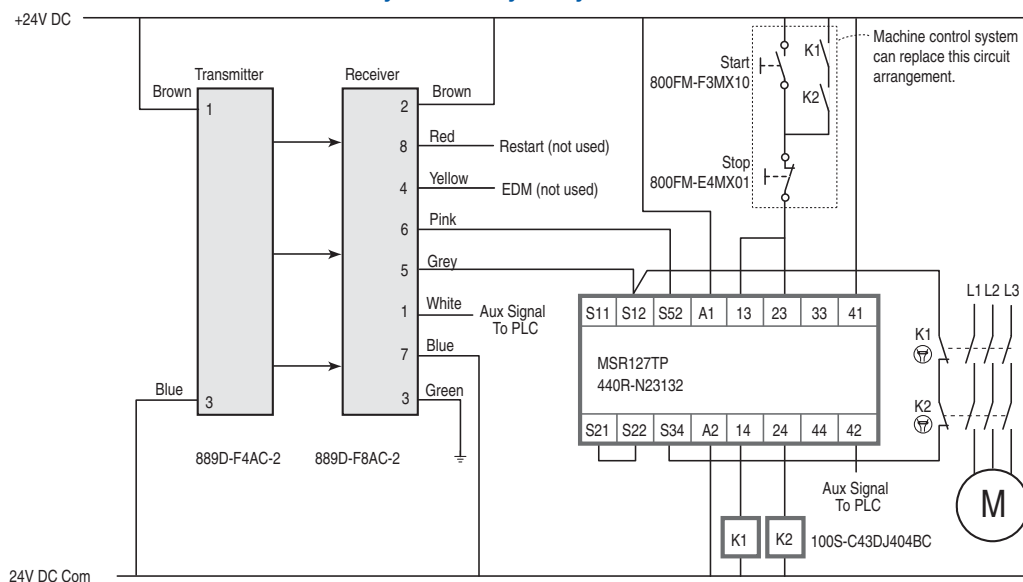 +24V DC
Transmitter
Receiver
Brown
1
2
Brown
8
Red
Restart (not used)
4
Yellow
EDM (not used)
6
Pink
5
Grey
1
White
Aux Signal
To PLC
7
Blue
Blue
3
3
Green
889D-F4AC-2
889D-F8AC-2
Start
800FM-F3MX10
K1
K2
Stop
800FM-E4MX01
Machine control system
can replace this circuit
arrangement.
S11 S12 S52 A1 13 23 33 41
MSR127TP
440R-N23132
S21 S22 S34 A2 14 24 44 42
L1 L2 L3
K1
K2
M
Aux Signal
To PLC
K1 K2 100S-C43DJ404BC
24V DC Com